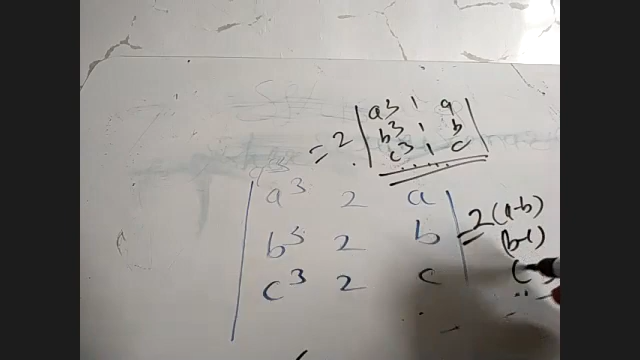 = 2 | a3 1 a |
| b3 1 b |
| c3 1 c |
| a3 2 a | = 2 (a-b)
| b3 2 b | (b-c)
| c3 2 c | (